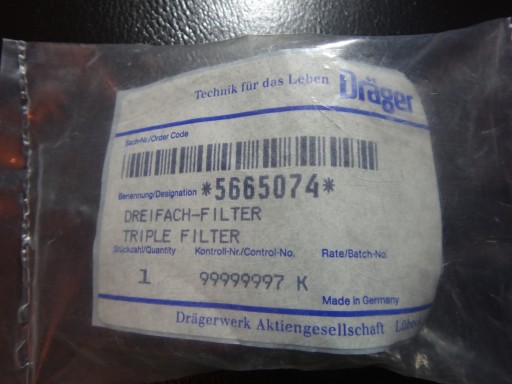 Technik für das Leben Dräger
Sach-Nr./Order Code
Benennung/Designation *5665074*
DREIFACH-FILTER
TRIPLE FILTER
Stückzahl/Quantity Kontroll-Nr./Control-No. Rate/Batch-No.
1 99999997 K
Made in Germany
Drägerwerk Aktiengesellschaft